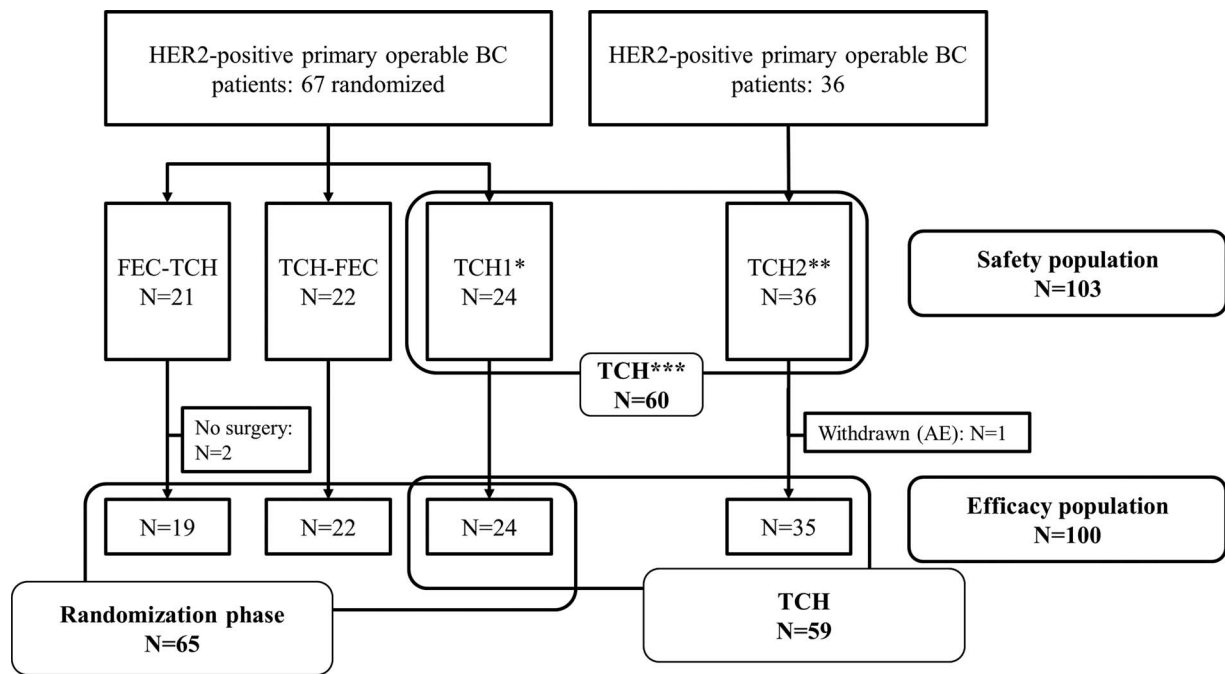 HER2-positive primary operable BC
patients: 67 randomized
HER2-positive primary operable BC
patients: 36
FEC-TCH
N=21
TCH-FEC
N=22
TCH1*
N=24
TCH2**
N=36
Safety population
N=103
TCH***
N=60
No surgery:
N=2
Withdrawn (AE): N=1
N=19
N=22
N=24
N=35
Efficacy population
N=100
Randomization phase
N=65
TCH
N=59